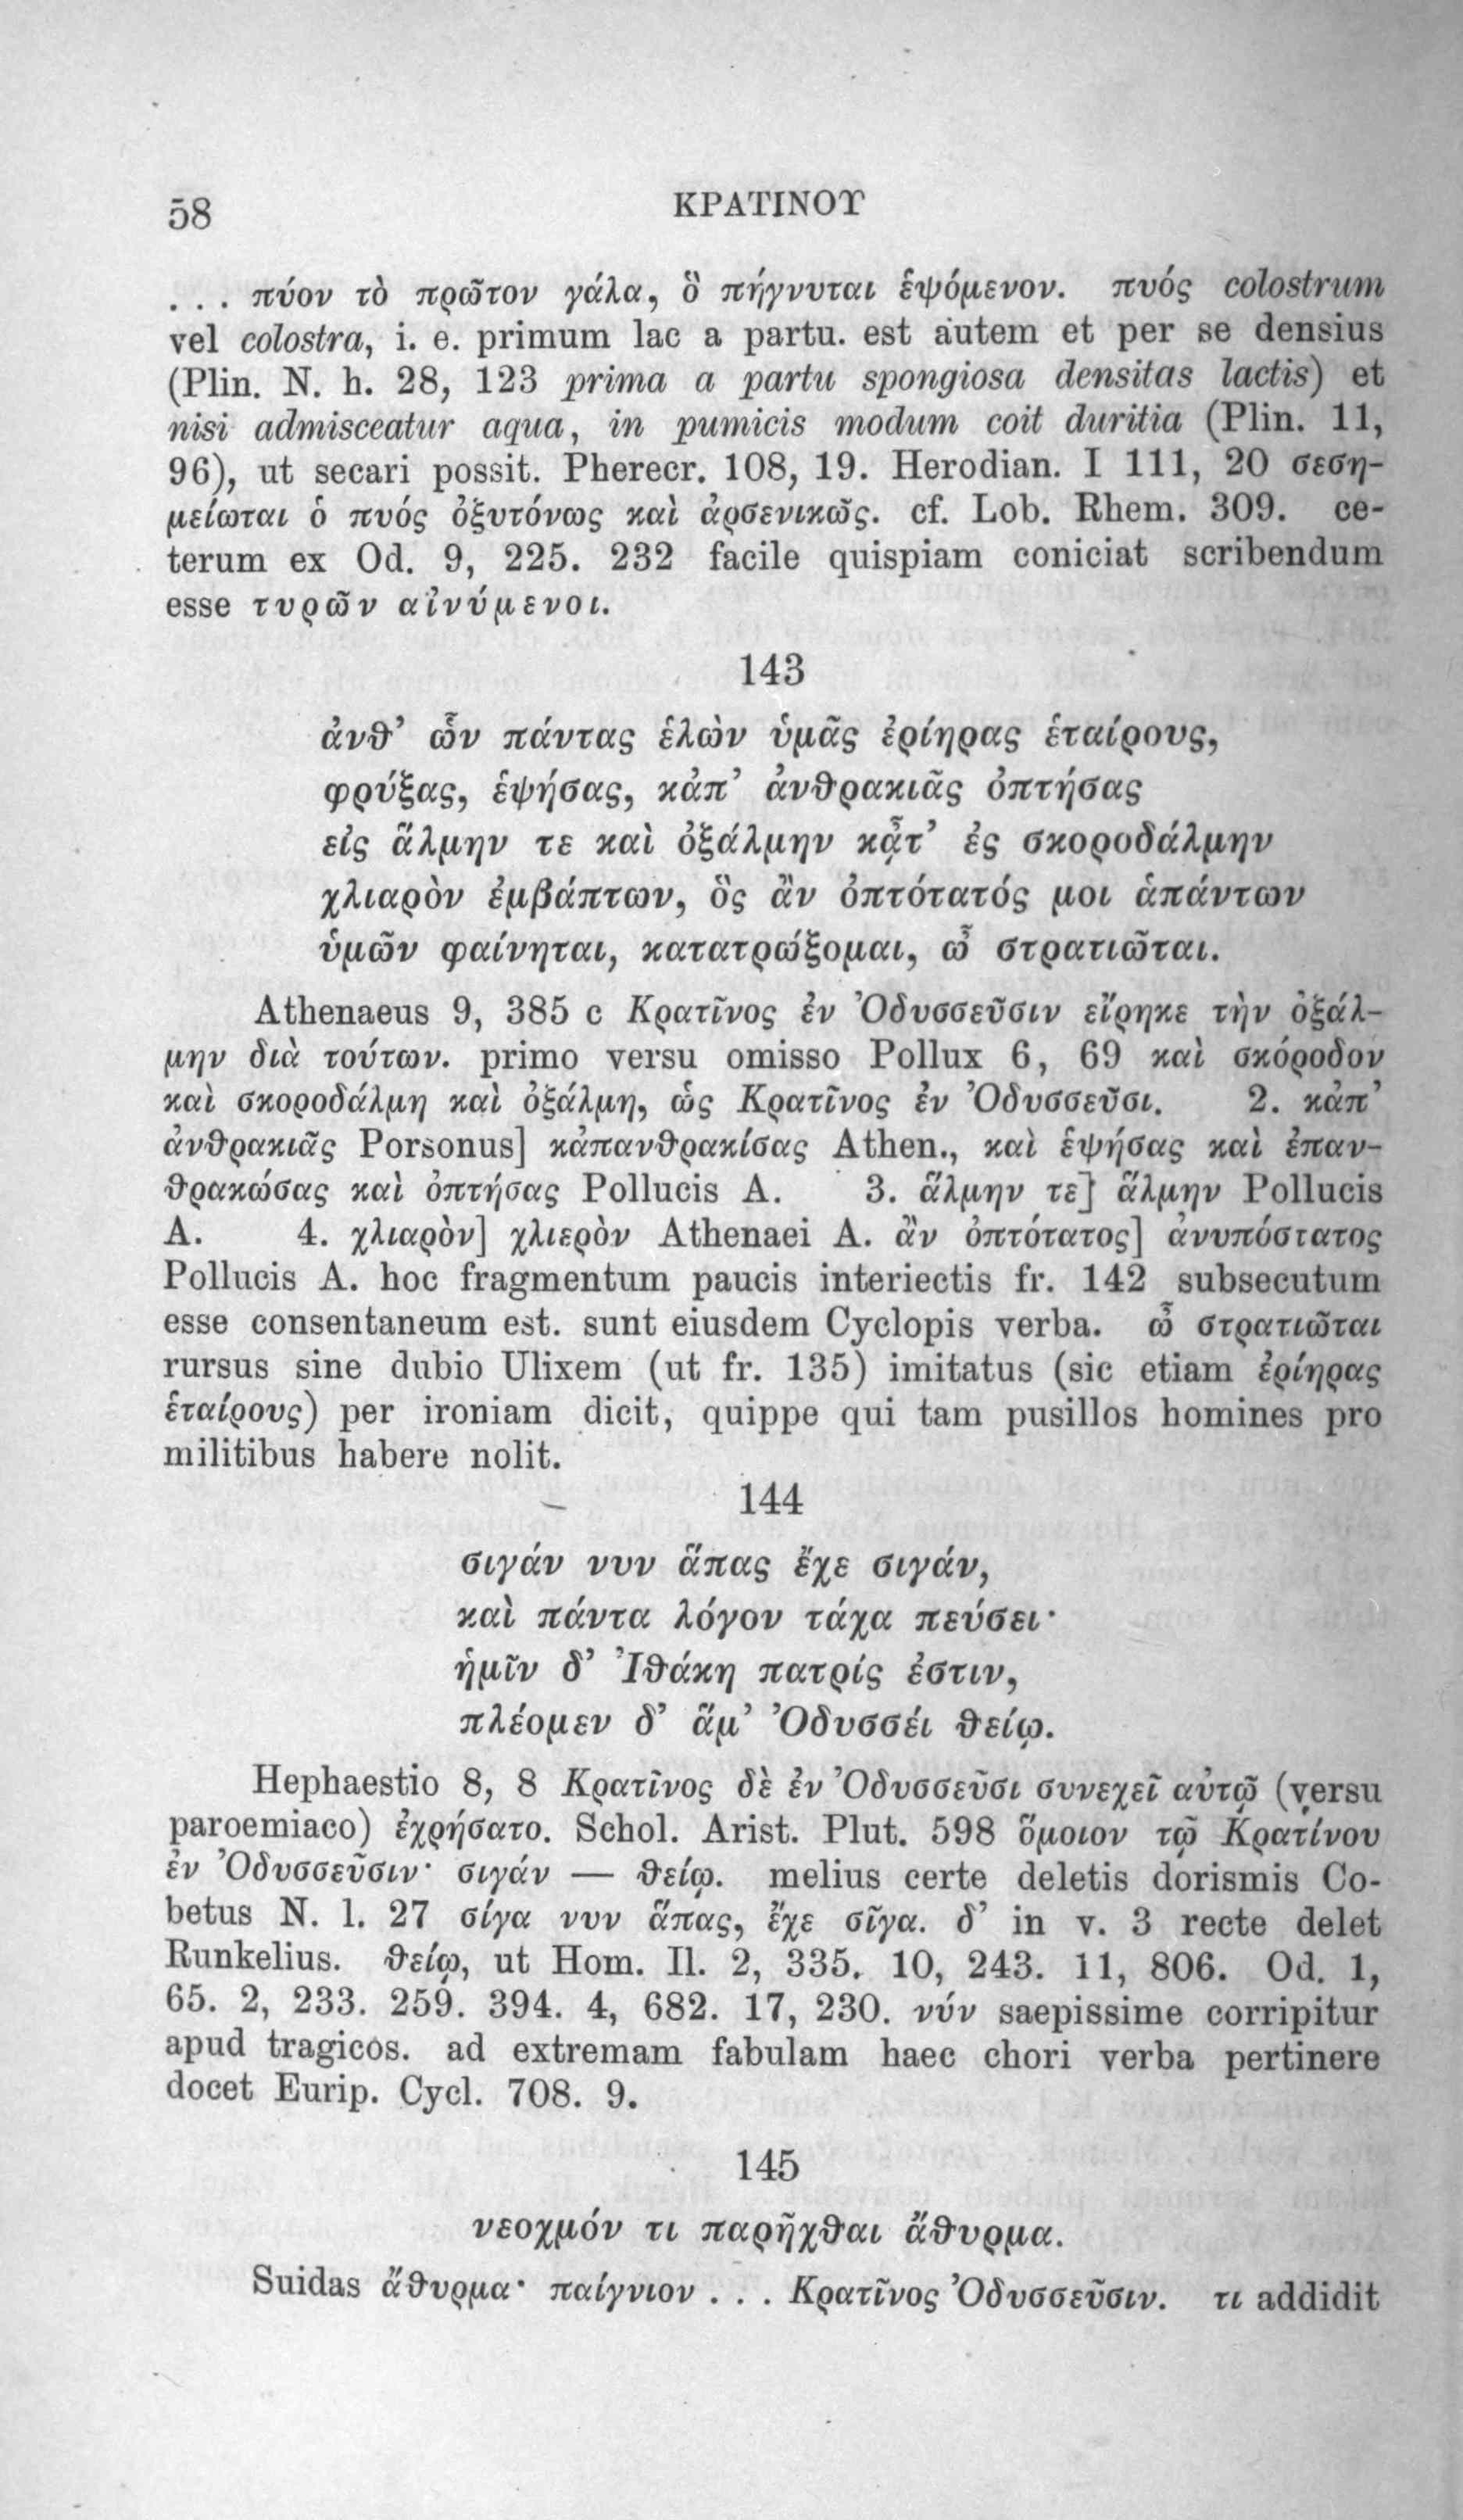 58
ΚΡΑΤΙΝΟΥ
. . . πύον τὸ πρῶτον γάλα, ὃ πήγνυται ἑψόμενον. πυός colostrum
vel colostra, i. e. primum lac a partu. est autem et per se densius
(Plin. N. h. 28, 123 prima a partu spongiosa densitas lactis) et
nisi admisceatur aqua, in pumicis modum coit duritia (Plin. 11,
96), ut secari possit. Pherecr. 108, 19. Herodian. I 111, 20 σεση-
μείωται ὁ πυός ὀξυτόνως καὶ ἀρσενικῶς. cf. Lob. Rhem. 309. ce-
terum ex Od. 9, 225. 232 facile quispiam coniciat scribendum
esse τυρῶν αἰνύμενοι.
143
ἀνθ’ ὧν πάντας ἑλὼν ὑμᾶς ἐρίηρας ἑταίρους,
φρύξας, ἑψήσας, κἀπ’ ἀνθρακιᾶς ὀπτήσας
εἰς ἅλμην τε καὶ ὀξάλμην κᾆτ’ ἐς σκοροδάλμην
χλιαρὸν ἐμβάπτων, ὃς ἂν ὀπτότατός μοι ἁπάντων
ὑμῶν φαίνηται, κατατρώξομαι, ὦ στρατιῶται.
Athenaeus 9, 385 c Κρατῖνος ἐν Ὀδυσσεῦσιν εἴρηκε τὴν ὀξάλ-
μην διὰ τούτων. primo versu omisso Pollux 6, 69 καὶ σκόροδον
καὶ σκοροδάλμη καὶ ὀξάλμη, ὡς Κρατῖνος ἐν Ὀδυσσεῦσι. 2. κἀπ’
ἀνθρακιᾶς Porsonus] κἀπανθρακίσας Athen., καὶ ἑψήσας καὶ ἐπαν-
θρακώσας καὶ ὀπτήσας Pollucis A. 3. ἅλμην τε] ἅλμην Pollucis
A. 4. χλιαρὸν] χλιερὸν Athenaei A. ἂν ὀπτότατος] ἀνυπόστατος
Pollucis A. hoc fragmentum paucis interiectis fr. 142 subsecutum
esse consentaneum est. sunt eiusdem Cyclopis verba. ὦ στρατιῶται
rursus sine dubio Ulixem (ut fr. 135) imitatus (sic etiam ἐρίηρας
ἑταίρους) per ironiam dicit, quippe qui tam pusillos homines pro
militibus habere nolit.
144
σιγάν νυν ἅπας ἔχε σιγάν,
καὶ πάντα λόγον τάχα πεύσει·
ἡμῖν δ’ Ἰθάκη πατρίς ἐστιν,
πλέομεν δ’ ἅμ’ Ὀδυσσέι θείῳ.
Hephaestio 8, 8 Κρατῖνος δὲ ἐν Ὀδυσσεῦσι συνεχεῖ αὐτῷ (versu
paroemiaco) ἐχρήσατο. Schol. Arist. Plut. 598 ὅμοιον τῷ Κρατίνου
ἐν Ὀδυσσεῦσιν· σιγάν — θείῳ. melius certe deletis dorismis Co-
betus N. l. 27 σίγα νυν ἅπας, ἔχε σῖγα. δ’ in v. 3 recte delet
Runkelius. θείῳ, ut Hom. Il. 2, 335. 10, 243. 11, 806. Od. 1,
65. 2, 233. 259. 394. 4, 682. 17, 230. νύν saepissime corripitur
apud tragicos. ad extremam fabulam haec chori verba pertinere
docet Eurip. Cycl. 708. 9.
145
νεοχμόν τι παρῆχθαι ἄθυρμα.
Suidas ἄθυρμα· παίγνιον . . . Κρατῖνος Ὀδυσσεῦσιν. τι addidit